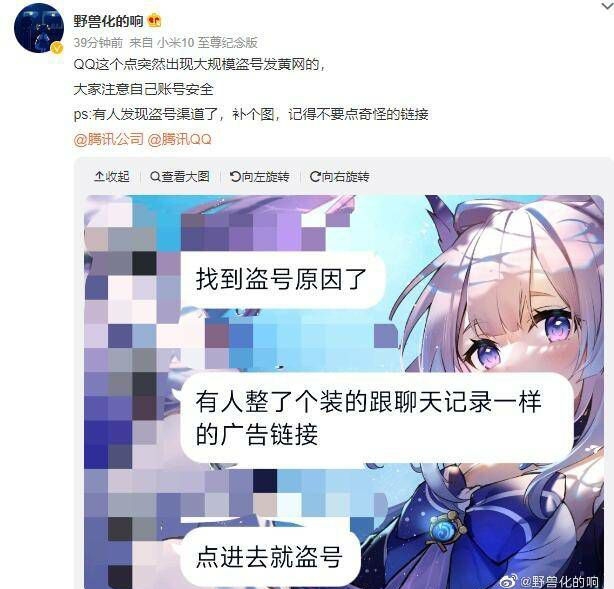 野兽化的响
39分钟前 来自 小米10 至尊纪念版
QQ这个点突然出现大规模盗号发黄网的，
大家注意自己账号安全
ps:有人发现盗号渠道了，补个图，记得不要点奇怪的链接
@腾讯公司 @腾讯QQ
收起 查看大图 向左旋转 向右旋转
找到盗号原因了
有人整了个装的跟聊天记录一样
的广告链接
点进去就盗号
@野兽化的响